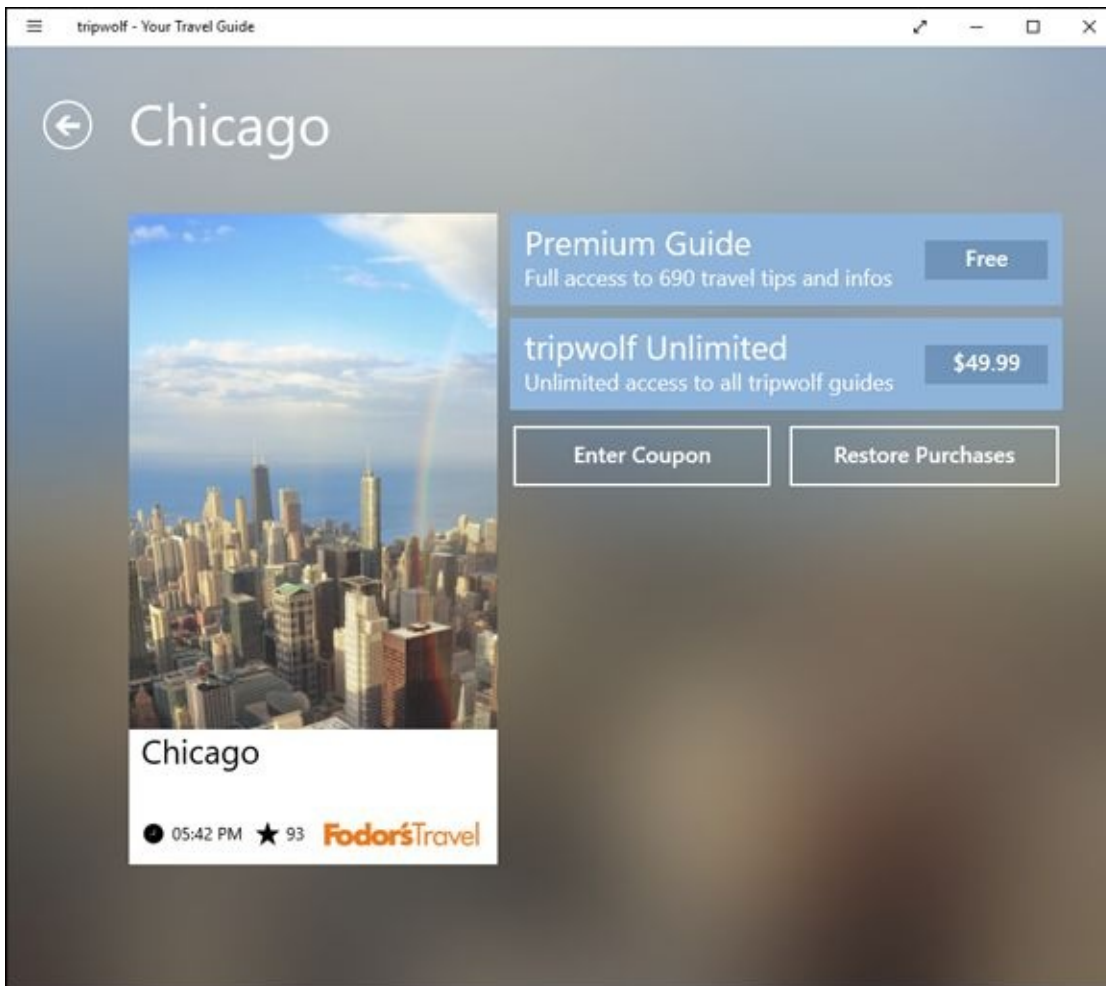 tripwolf - Your Travel Guide
Chicago
Premium Guide
Full access to 690 travel tips and infos
Free
tripwolf Unlimited
Unlimited access to all tripwolf guides
$49.99
Enter Coupon
Restore Purchases
Chicago
05:42 PM
93
Fodor'sTravel